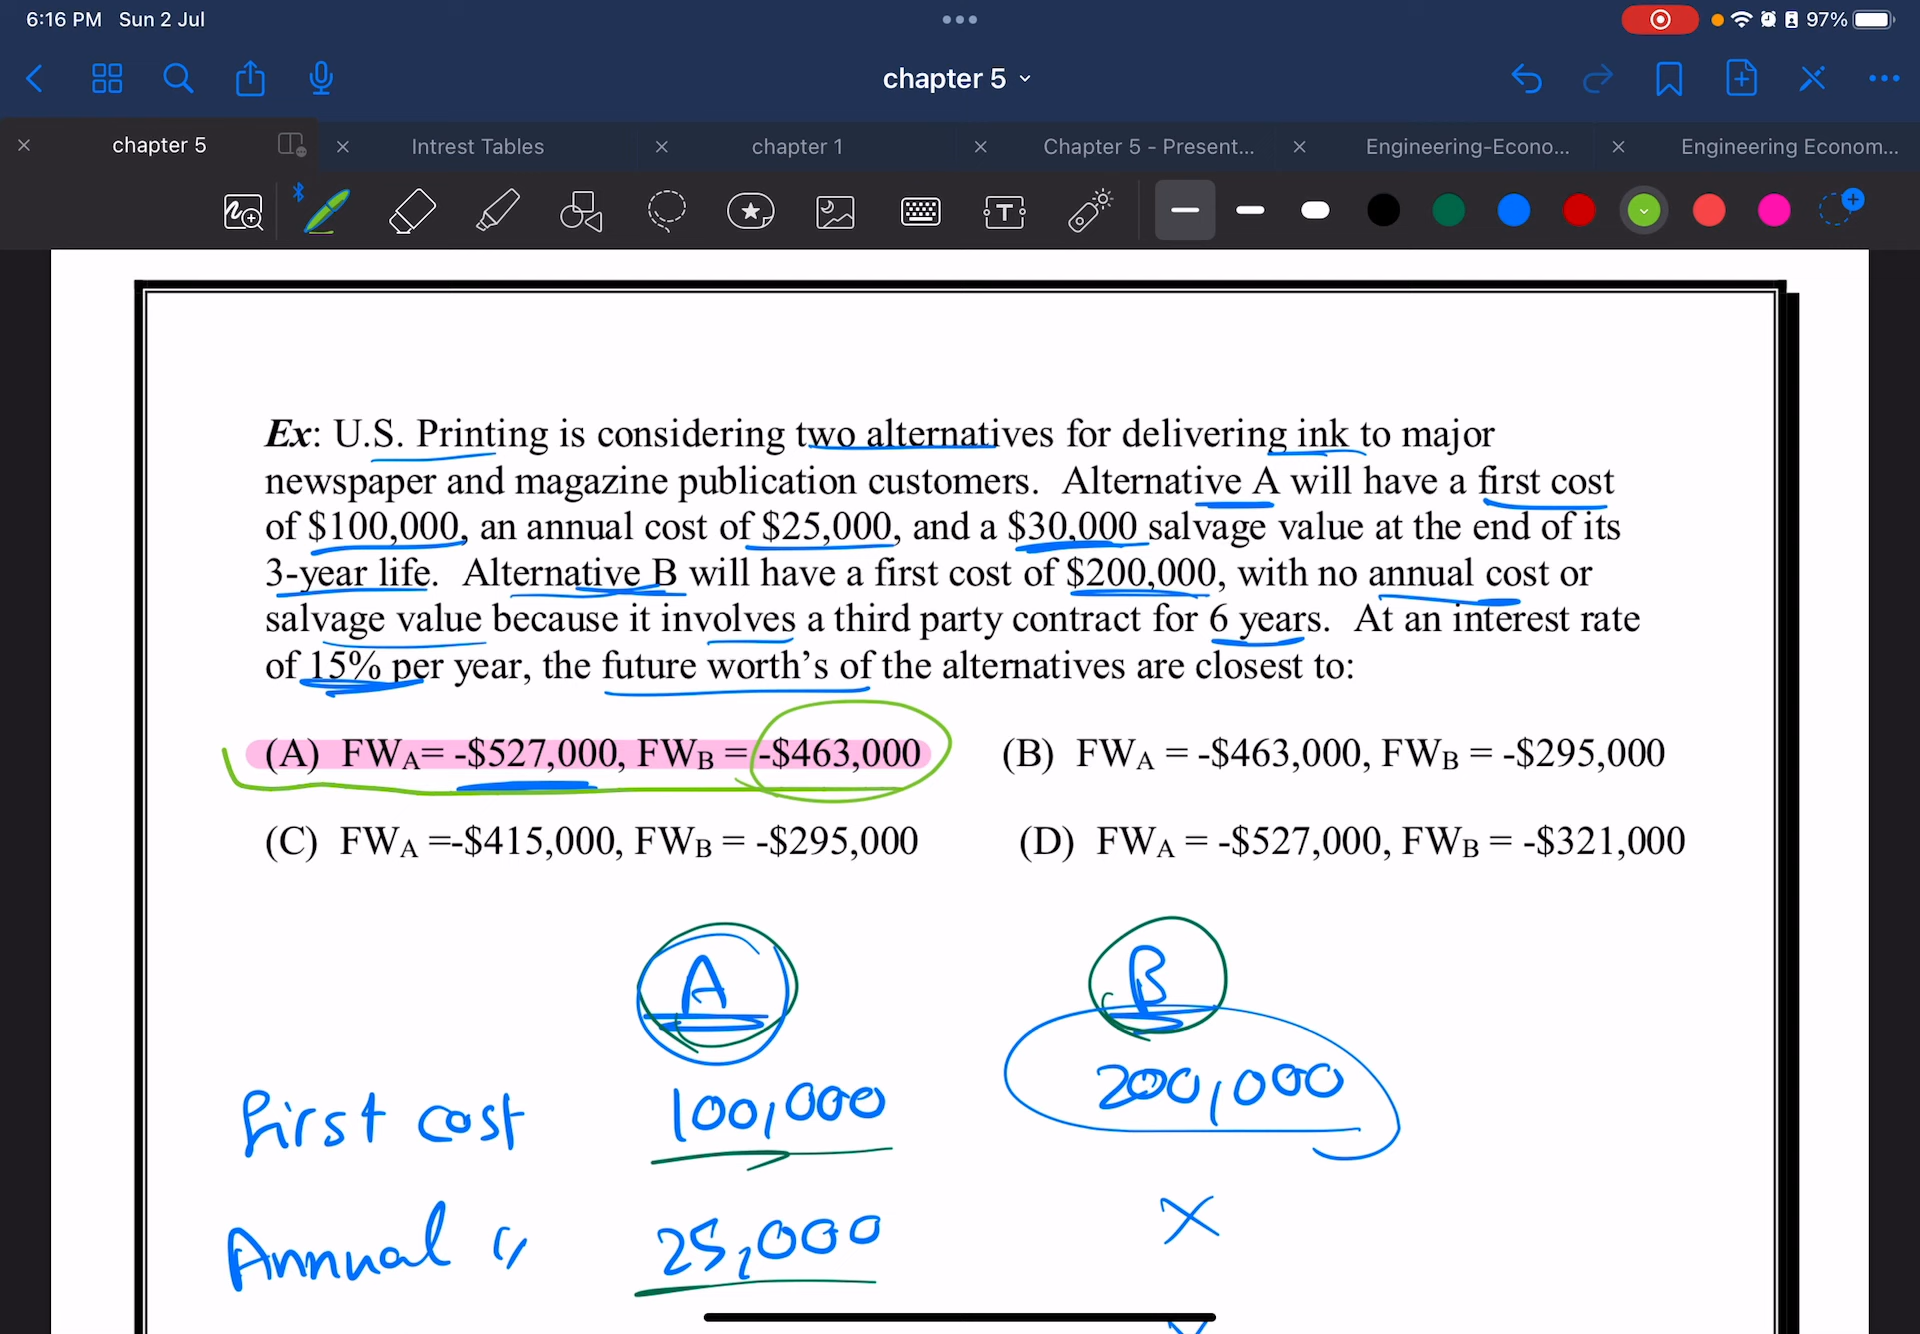 6:16 PM Sun 2 Jul
97%
chapter 5
chapter 5
Intrest Tables
chapter 1
Chapter 5 - Present...
Engineering-Econo...
Engineering Econom...
Ex: U.S. Printing is considering two alternatives for delivering ink to major
newspaper and magazine publication customers. Alternative A will have a first cost
of $100,000, an annual cost of $25,000, and a $30,000 salvage value at the end of its
3-year life. Alternative B will have a first cost of $200,000, with no annual cost or
salvage value because it involves a third party contract for 6 years. At an interest rate
of 15% per year, the future worth’s of the alternatives are closest to:
(A) FWA= -$527,000, FWB = -$463,000
(B) FWA = -$463,000, FWB = -$295,000
(C) FWA =-$415,000, FWB = -$295,000
(D) FWA = -$527,000, FWB = -$321,000
A
B
First cost 100,000 200,000
Annual 25,000 X